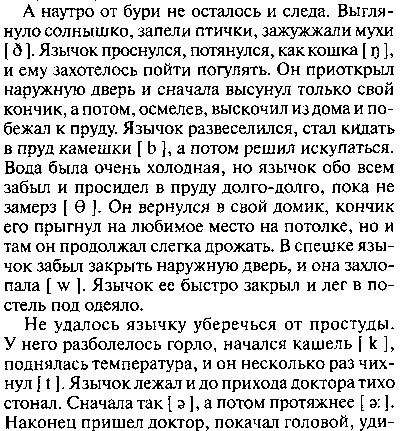 А наутро от бури не осталось и следа. Выгля-
нуло солнышко, запели птички, зажужжали мухи
[ ð ]. Язычок проснулся, потянулся, как кошка [ ŋ ],
и ему захотелось пойти погулять. Он приоткрыл
наружную дверь и сначала высунул только свой
кончик, а потом, осмелев, выскочил из дома и по-
бежал к пруду. Язычок развеселился, стал кидать
в пруд камешки [ b ], а потом решил искупаться.
Вода была очень холодная, но язычок обо всем
забыл и просидел в пруду долго-долго, пока не
замерз [ θ ]. Он вернулся в свой домик, кончик
его прыгнул на любимое место на потолке, но и
там он продолжал слегка дрожать. В спешке язы-
чок забыл закрыть наружную дверь, и она захло-
пала [ w ]. Язычок ее быстро закрыл и лег в по-
стель под одеяло.
Не удалось язычку уберечься от простуды.
У него разболелось горло, начался кашель [ k ],
поднялась температура, и он несколько раз чих-
нул [ t ]. Язычок лежал и до прихода доктора тихо
стонал. Сначала так [ ə ], а потом протяжнее [ ə: ].
Наконец пришел доктор, покачал головой, уди-